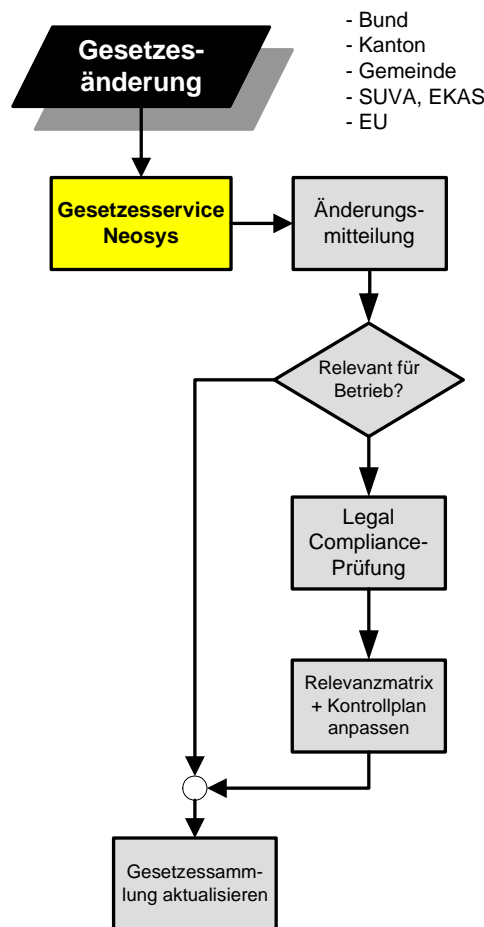 Gesetzes-
änderung
- Bund
- Kanton
- Gemeinde
- SUVA, EKAS
- EU
Gesetzesservice
Neosys
Änderungs-
mitteilung
Relevant für
Betrieb?
Legal
Compliance-
Prüfung
Relevanzmatrix
+ Kontrollplan
anpassen
Gesetzessamm-
lung aktualisieren